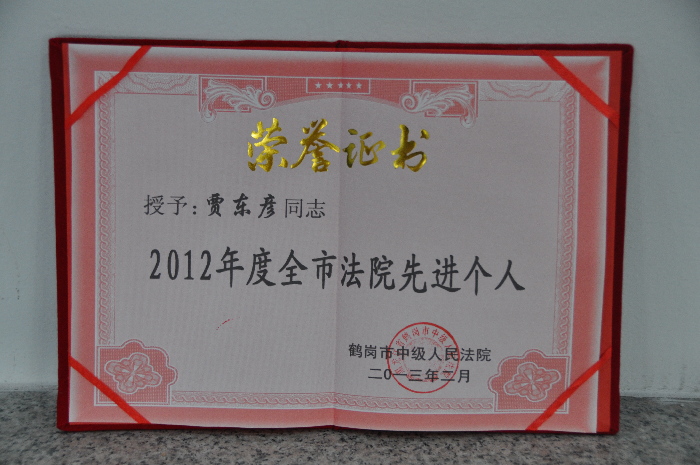 荣誉证书
授予：贾东彦同志
2012年度全市法院先进个人
鹤岗市中级人民法院
二○一三年二月